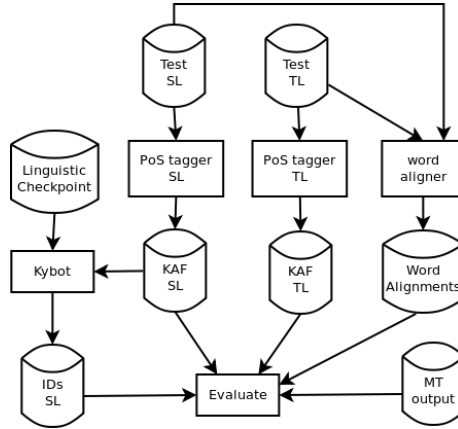 Test
SL
Test
TL
Linguistic
Checkpoint
PoS tagger
SL
PoS tagger
TL
word
aligner
Kybot
KAF
SL
KAF
TL
Word
Alignments
IDs
SL
Evaluate
MT
output